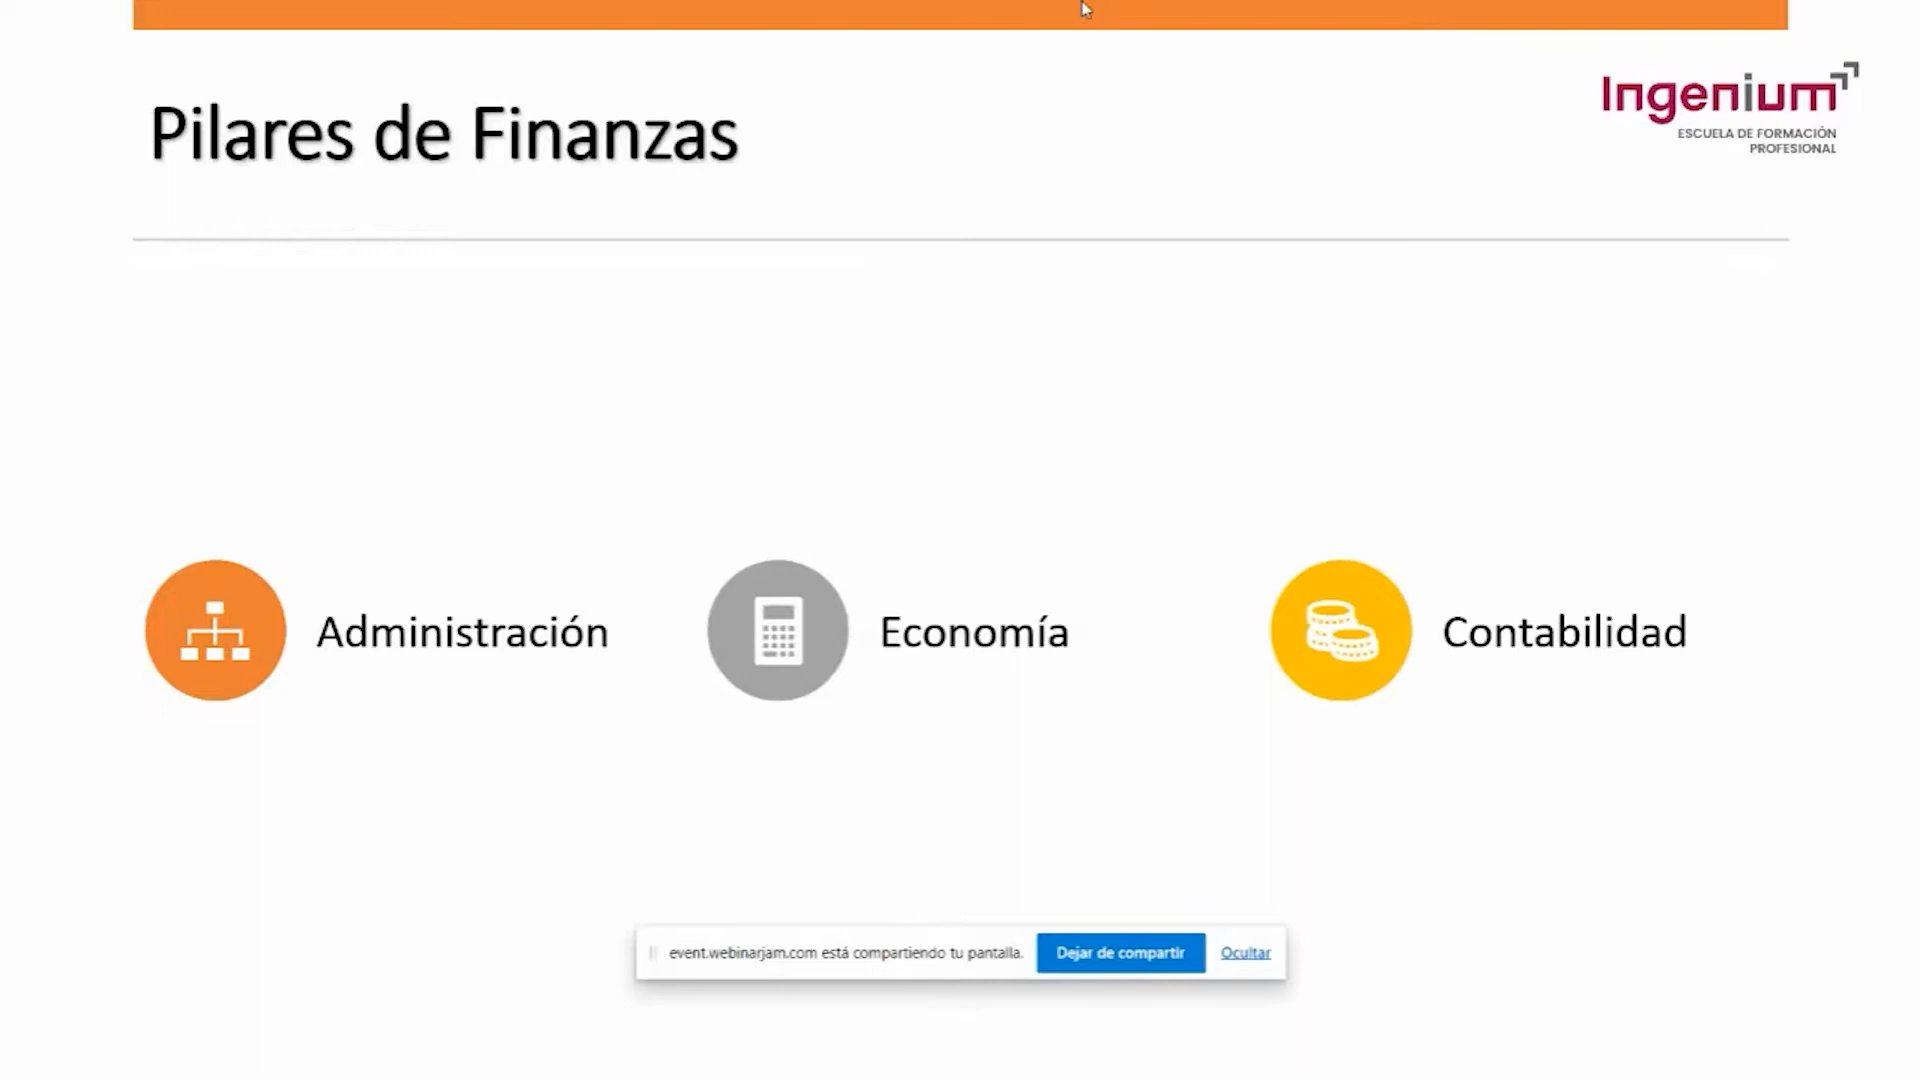 Pilares de Finanzas
Ingenium
ESCUELA DE FORMACIÓN
PROFESIONAL
Administración
Economía
Contabilidad
event.webinarjam.com está compartiendo tu pantalla.
Dejar de compartir
Ocultar